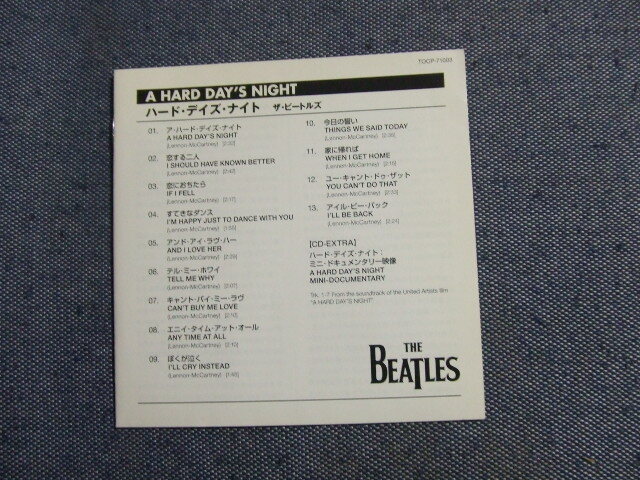 TOCP-71003
A HARD DAY'S NIGHT
ハード・デイズ・ナイト ザ・ビートルズ
01. ア・ハード・デイズ・ナイト
A HARD DAY'S NIGHT
(Lennon-McCartney) [2:32]
02. 恋する二人
I SHOULD HAVE KNOWN BETTER
(Lennon-McCartney) [2:42]
03. 恋におちたら
IF I FELL
(Lennon-McCartney) [2:17]
04. すてきなダンス
I'M HAPPY JUST TO DANCE WITH YOU
(Lennon-McCartney) [1:55]
05. アンド・アイ・ラヴ・ハー
AND I LOVE HER
(Lennon-McCartney) [2:29]
06. テル・ミー・ホワイ
TELL ME WHY
(Lennon-McCartney) [2:07]
07. キャント・バイ・ミー・ラヴ
CAN'T BUY ME LOVE
(Lennon-McCartney) [2:10]
08. エニイ・タイム・アット・オール
ANY TIME AT ALL
(Lennon-McCartney) [2:10]
09. ぼくが泣く
I'LL CRY INSTEAD
(Lennon-McCartney) [1:45]
10. 今日の誓い
THINGS WE SAID TODAY
(Lennon-McCartney) [2:35]
11. 家に帰れば
WHEN I GET HOME
(Lennon-McCartney) [2:15]
12. ユー・キャント・ドゥ・ザット
YOU CAN'T DO THAT
(Lennon-McCartney) [2:33]
13. アイル・ビー・バック
I'LL BE BACK
(Lennon-McCartney) [2:24]
[CD-EXTRA]
ハード・デイズ・ナイト：
ミニ・ドキュメンタリー映像
A HARD DAY'S NIGHT
MINI-DOCUMENTARY
Trk. 1-7 From the soundtrack of the United Artists film
"A HARD DAY'S NIGHT"
THE
BEATLES